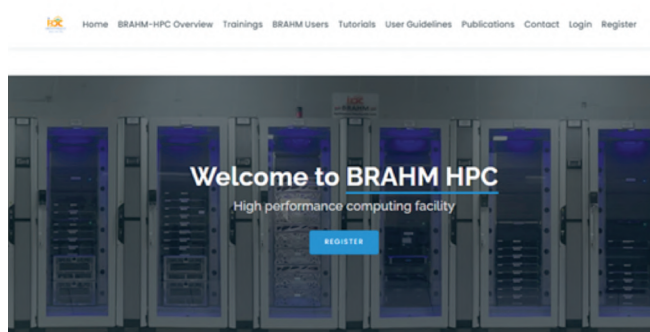 Home BRAHM-HPC Overview Trainings BRAHM Users Tutorials User Guidelines Publications Contact Login Register
BRAHM
Welcome to BRAHM HPC
High performance computing facility
REGISTER